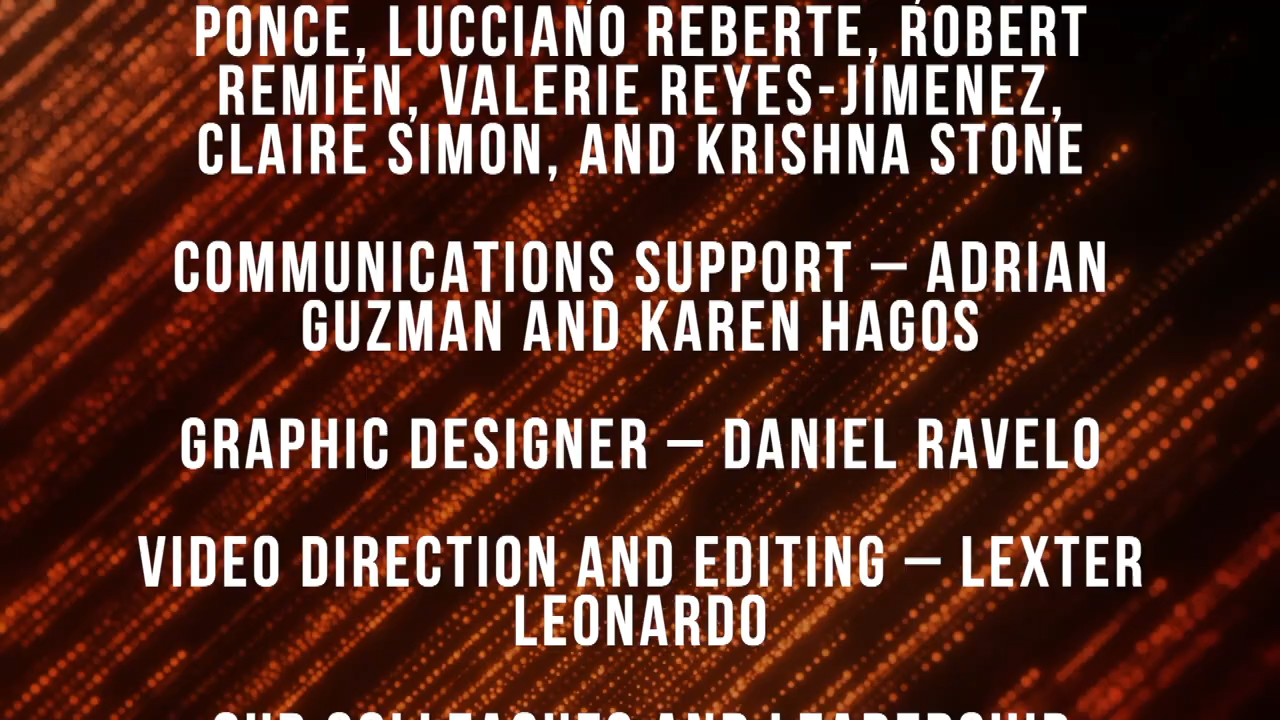 PONCE, LUCCIANO REBERTE, ROBERT
REMIEN, VALERIE REYES-JIMENEZ,
CLAIRE SIMON, AND KRISHNA STONE
COMMUNICATIONS SUPPORT – ADRIAN
GUZMAN AND KAREN HAGOS
GRAPHIC DESIGNER – DANIEL RAVELO
VIDEO DIRECTION AND EDITING – LEXTER
LEONARDO
OUR COLLEAGUES AND LEADERSHIP